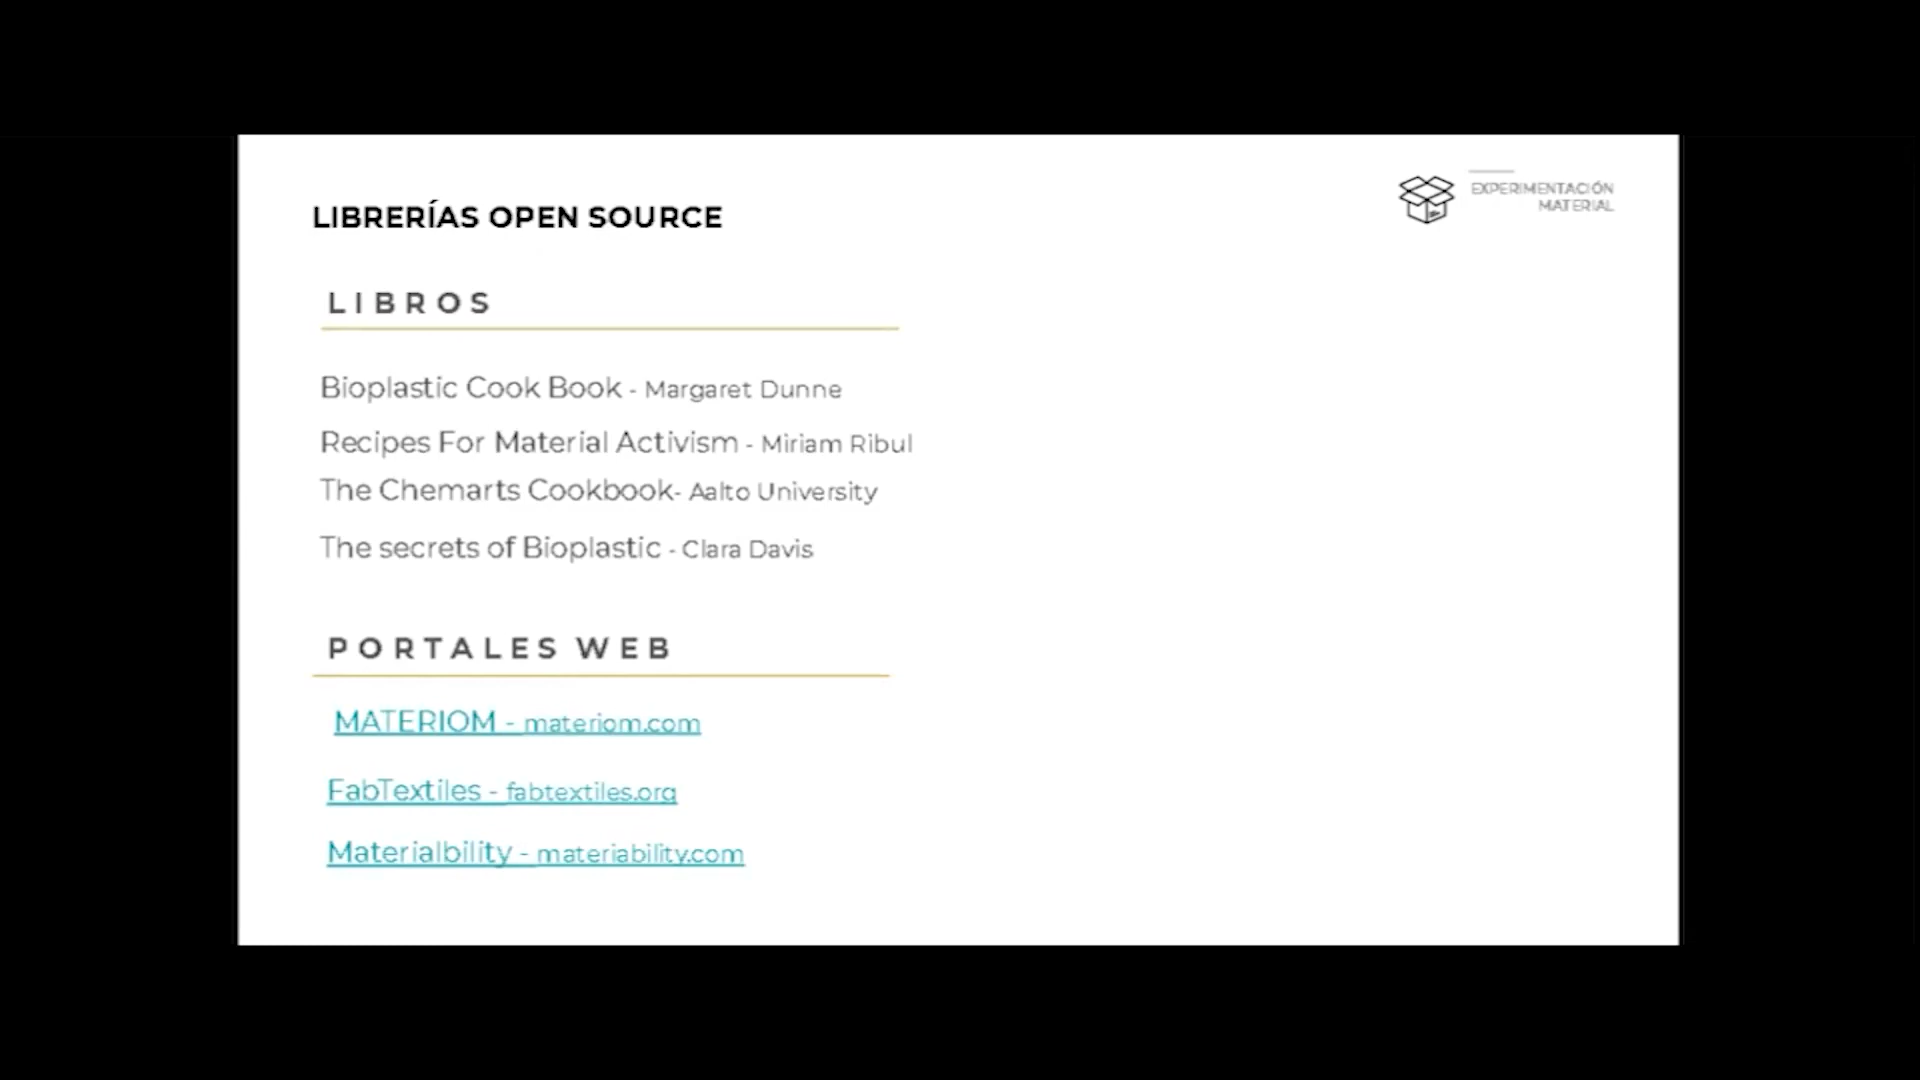 LIBRERÍAS OPEN SOURCE
EXPERIMENTACIÓN
MATERIAL
LIBROS
Bioplastic Cook Book - Margaret Dunne
Recipes For Material Activism - Miriam Ribul
The Chemarts Cookbook- Aalto University
The secrets of Bioplastic - Clara Davis
PORTALES WEB
MATERIOM - materiom.com
FabTextiles - fabtextiles.org
Materialbility - materiability.com